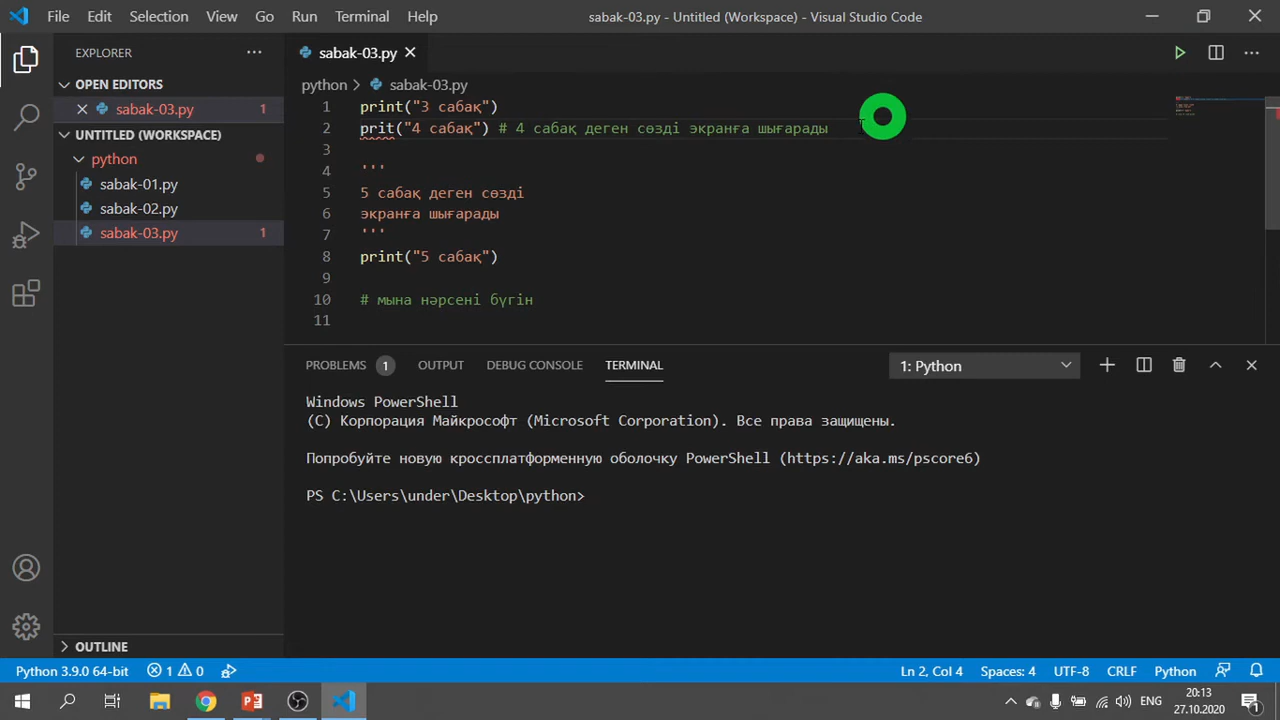 File Edit Selection View Go Run Terminal Help sabak-03.py - Untitled (Workspace) - Visual Studio Code
EXPLORER
OPEN EDITORS
sabak-03.py 1
UNTITLED (WORKSPACE)
python
sabak-01.py
sabak-02.py
sabak-03.py 1
OUTLINE
sabak-03.py
python > sabak-03.py
1 print("3 сабақ")
2 prit("4 сабақ") # 4 сабақ деген сөзді экранға шығарады
3
4 '''
5 5 сабақ деген сөзді
6 экранға шығарады
7 '''
8 print("5 сабақ")
9
10 # мына нәрсені бүгін
11
PROBLEMS 1 OUTPUT DEBUG CONSOLE TERMINAL 1: Python
Windows PowerShell
(C) Корпорация Майкрософт (Microsoft Corporation). Все права защищены.
Попробуйте новую кроссплатформенную оболочку PowerShell (https://aka.ms/pscore6)
PS C:\Users\under\Desktop\python>
Python 3.9.0 64-bit 1 0 Ln 2, Col 4 Spaces: 4 UTF-8 CRLF Python
ENG 20:13
27.10.2020 1